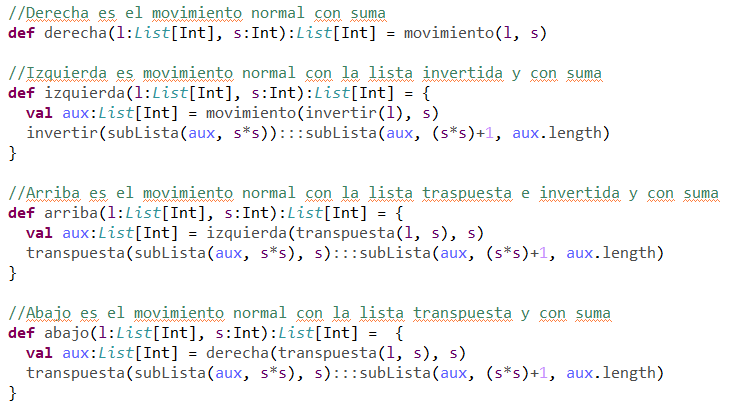 //Derecha es el movimiento normal con suma
def derecha(l:List[Int], s:Int):List[Int] = movimiento(l, s)
//Izquierda es movimiento normal con la lista invertida y con suma
def izquierda(l:List[Int], s:Int):List[Int] = {
val aux:List[Int] = movimiento(invertir(l), s)
invertir(subLista(aux, s*s)):::subLista(aux, (s*s)+1, aux.length)
}
//Arriba es el movimiento normal con la lista traspuesta e invertida y con suma
def arriba(l:List[Int], s:Int):List[Int] = {
val aux:List[Int] = izquierda(transpuesta(l, s), s)
transpuesta(subLista(aux, s*s), s):::subLista(aux, (s*s)+1, aux.length)
}
//Abajo es el movimiento normal con la lista transpuesta y con suma
def abajo(l:List[Int], s:Int):List[Int] =  {
val aux:List[Int] = derecha(transpuesta(l, s), s)
transpuesta(subLista(aux, s*s), s):::subLista(aux, (s*s)+1, aux.length)
}